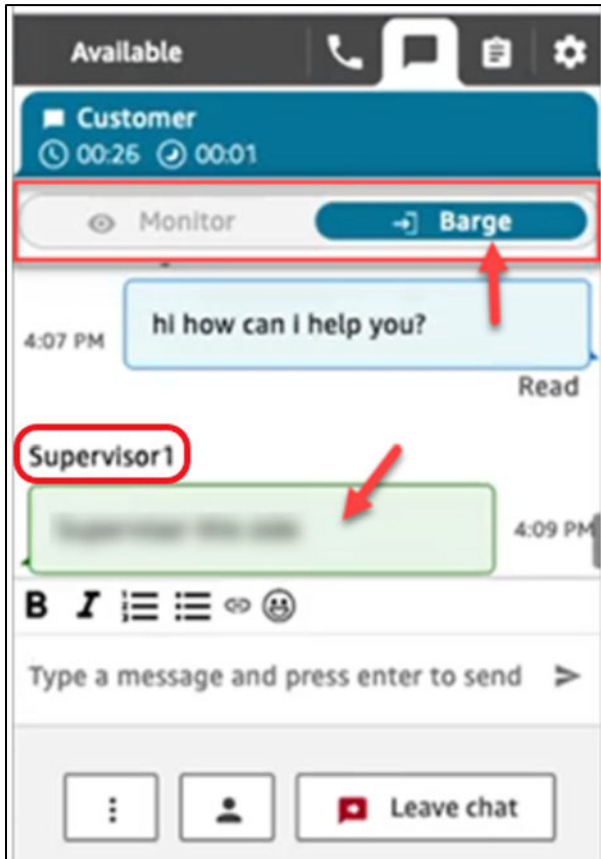 Available
Customer
00:26 00:01
Monitor Barge
hi how can i help you?
4:07 PM
Read
Supervisor1
4:09 PM
B I
Type a message and press enter to send
Leave chat